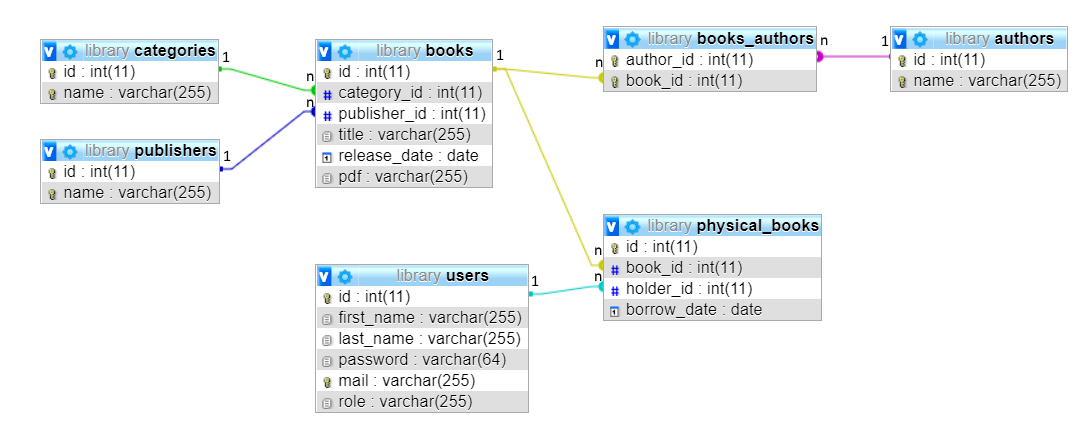 library categories
id : int(11)
name : varchar(255)
1
library publishers
id : int(11)
name : varchar(255)
1
n
n
library books
id : int(11)
category_id : int(11)
publisher_id : int(11)
title : varchar(255)
release_date : date
pdf : varchar(255)
1
library users
id : int(11)
first_name : varchar(255)
last_name : varchar(255)
password : varchar(64)
mail : varchar(255)
role : varchar(255)
1
n
library books_authors
author_id : int(11)
book_id : int(11)
n
1
library authors
id : int(11)
name : varchar(255)
n
n
library physical_books
id : int(11)
book_id : int(11)
holder_id : int(11)
borrow_date : date